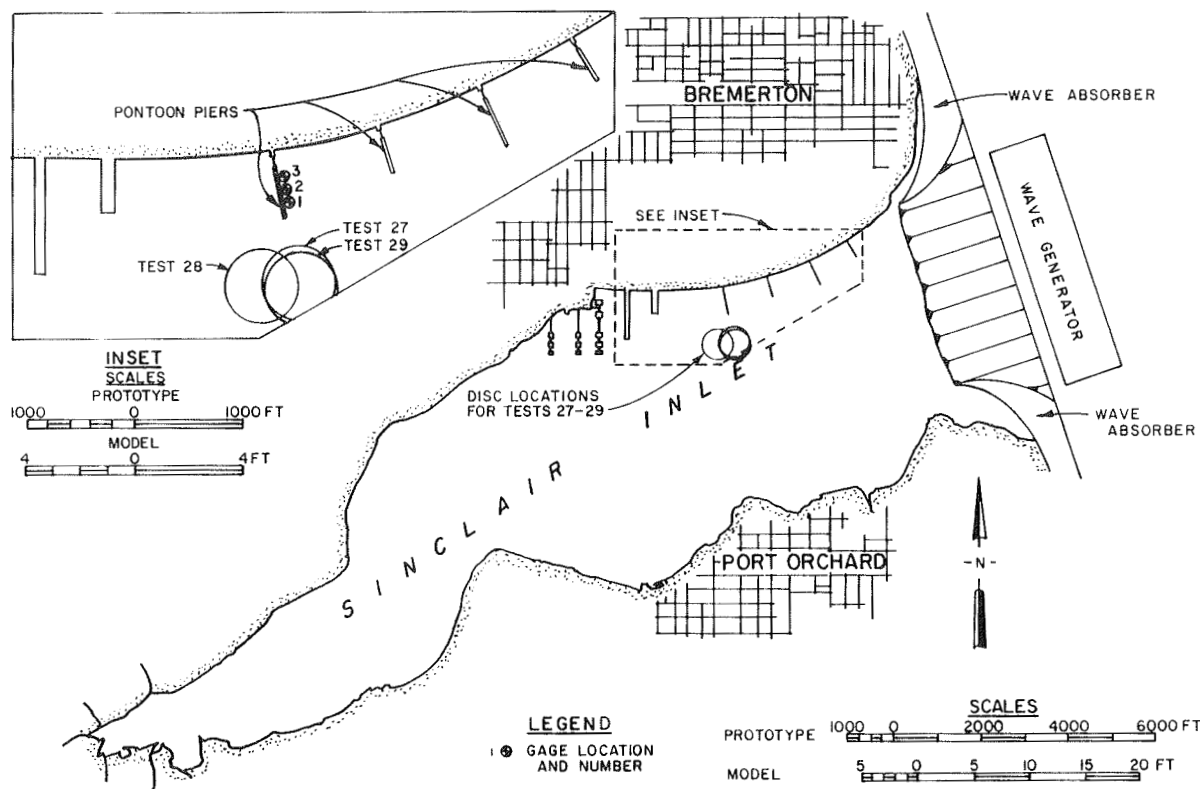 BREMERTON
WAVE ABSORBER
WAVE GENERATOR
PONTOON PIERS
3
2
1
TEST 27
TEST 29
TEST 28
SEE INSET
INSET
SCALES
PROTOTYPE
1000 0 1000 FT
MODEL
4 0 4 FT
DISC LOCATIONS
FOR TESTS 27-29
SINCLAIR INLET
WAVE
ABSORBER
PORT ORCHARD
-N-
LEGEND
1 GAGE LOCATION
AND NUMBER
SCALES
PROTOTYPE 1000 0 2000 4000 6000 FT
MODEL 5 0 5 10 15 20 FT